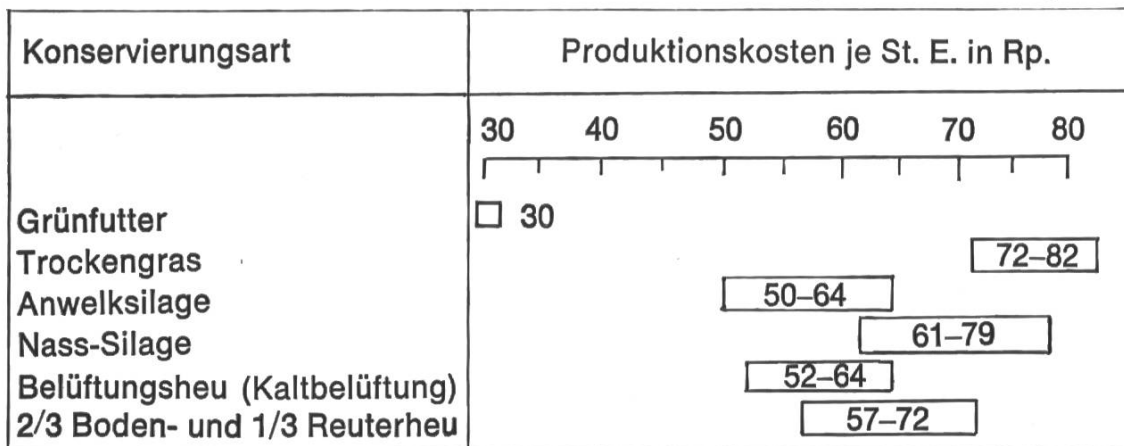 Konservierungsart Produktionskosten je St. E. in Rp.
30 40 50 60 70 80
Grünfutter 30
Trockengras 72–82
Anwelksilage 50–64
Nass-Silage 61–79
Belüftungsheu (Kaltbelüftung) 52–64
2/3 Boden- und 1/3 Reuterheu 57–72